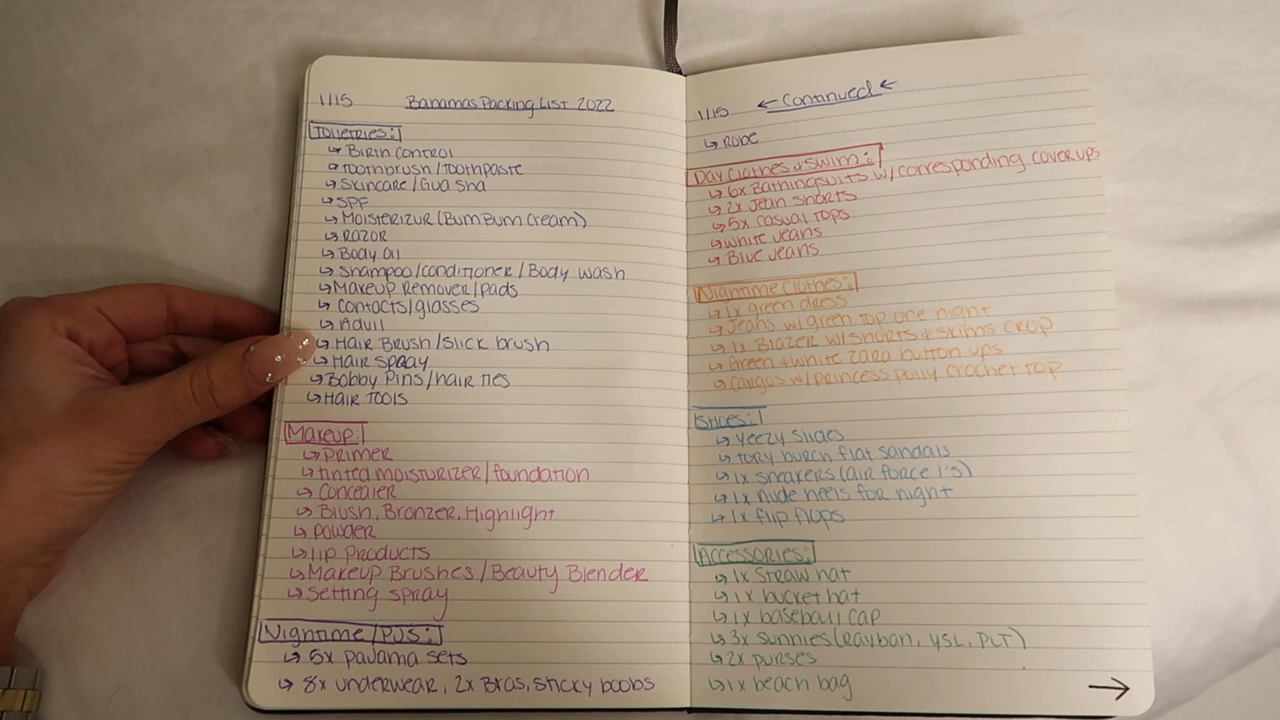 1/15 Bahamas Packing List 2022
Toiletries:
↳ Birth control
↳ Toothbrush/Toothpaste
↳ Skincare/Gua sha
↳ SPF
↳ Moisterizur (Bum Bum Cream)
↳ Razor
↳ Body oil
↳ Shampoo/conditioner/Body wash
↳ Makeup Remover/pads
↳ Contacts/glasses
↳ Advil
↳ Hair Brush/Slick brush
↳ Hair spray
↳ Bobby Pins/hair ties
↳ Hair Tools
Makeup:
↳ Primer
↳ tinted moisturizer/foundation
↳ Concealer
↳ Blush, Bronzer, Highlight
↳ powder
↳ lip products
↳ Makeup Brushes/Beauty Blender
↳ Setting spray
Nightime/PJS:
↳ 5x pajama sets
↳ 8x underwear, 2x Bras, sticky boobs
1/15 ← Continued ←
↳ Robe
Day Clothes + Swim:
↳ 6x Bathingsuits w/corresponding coverups
↳ 2x Jean shorts
↳ 5x casual tops
↳ White Jeans
↳ Blue Jeans
Nightime Clothes:
↳ 1x green dress
↳ Jeans w/green top one night
↳ 1x Blazer w/shorts + skims crop
↳ Green + white zara button ups
↳ Cargos w/princess polly crochet top
Shoes:
↳ Yeezy slides
↳ tory burch flat sandals
↳ 1x sneakers (air force 1's)
↳ 1x nude heels for night
↳ 1x flip flops
Accessories:
↳ 1x straw hat
↳ 1x bucket hat
↳ 1x baseball cap
↳ 3x sunnies (rayban, YSL, PLT)
↳ 2x purses
↳ 1x beach bag
→